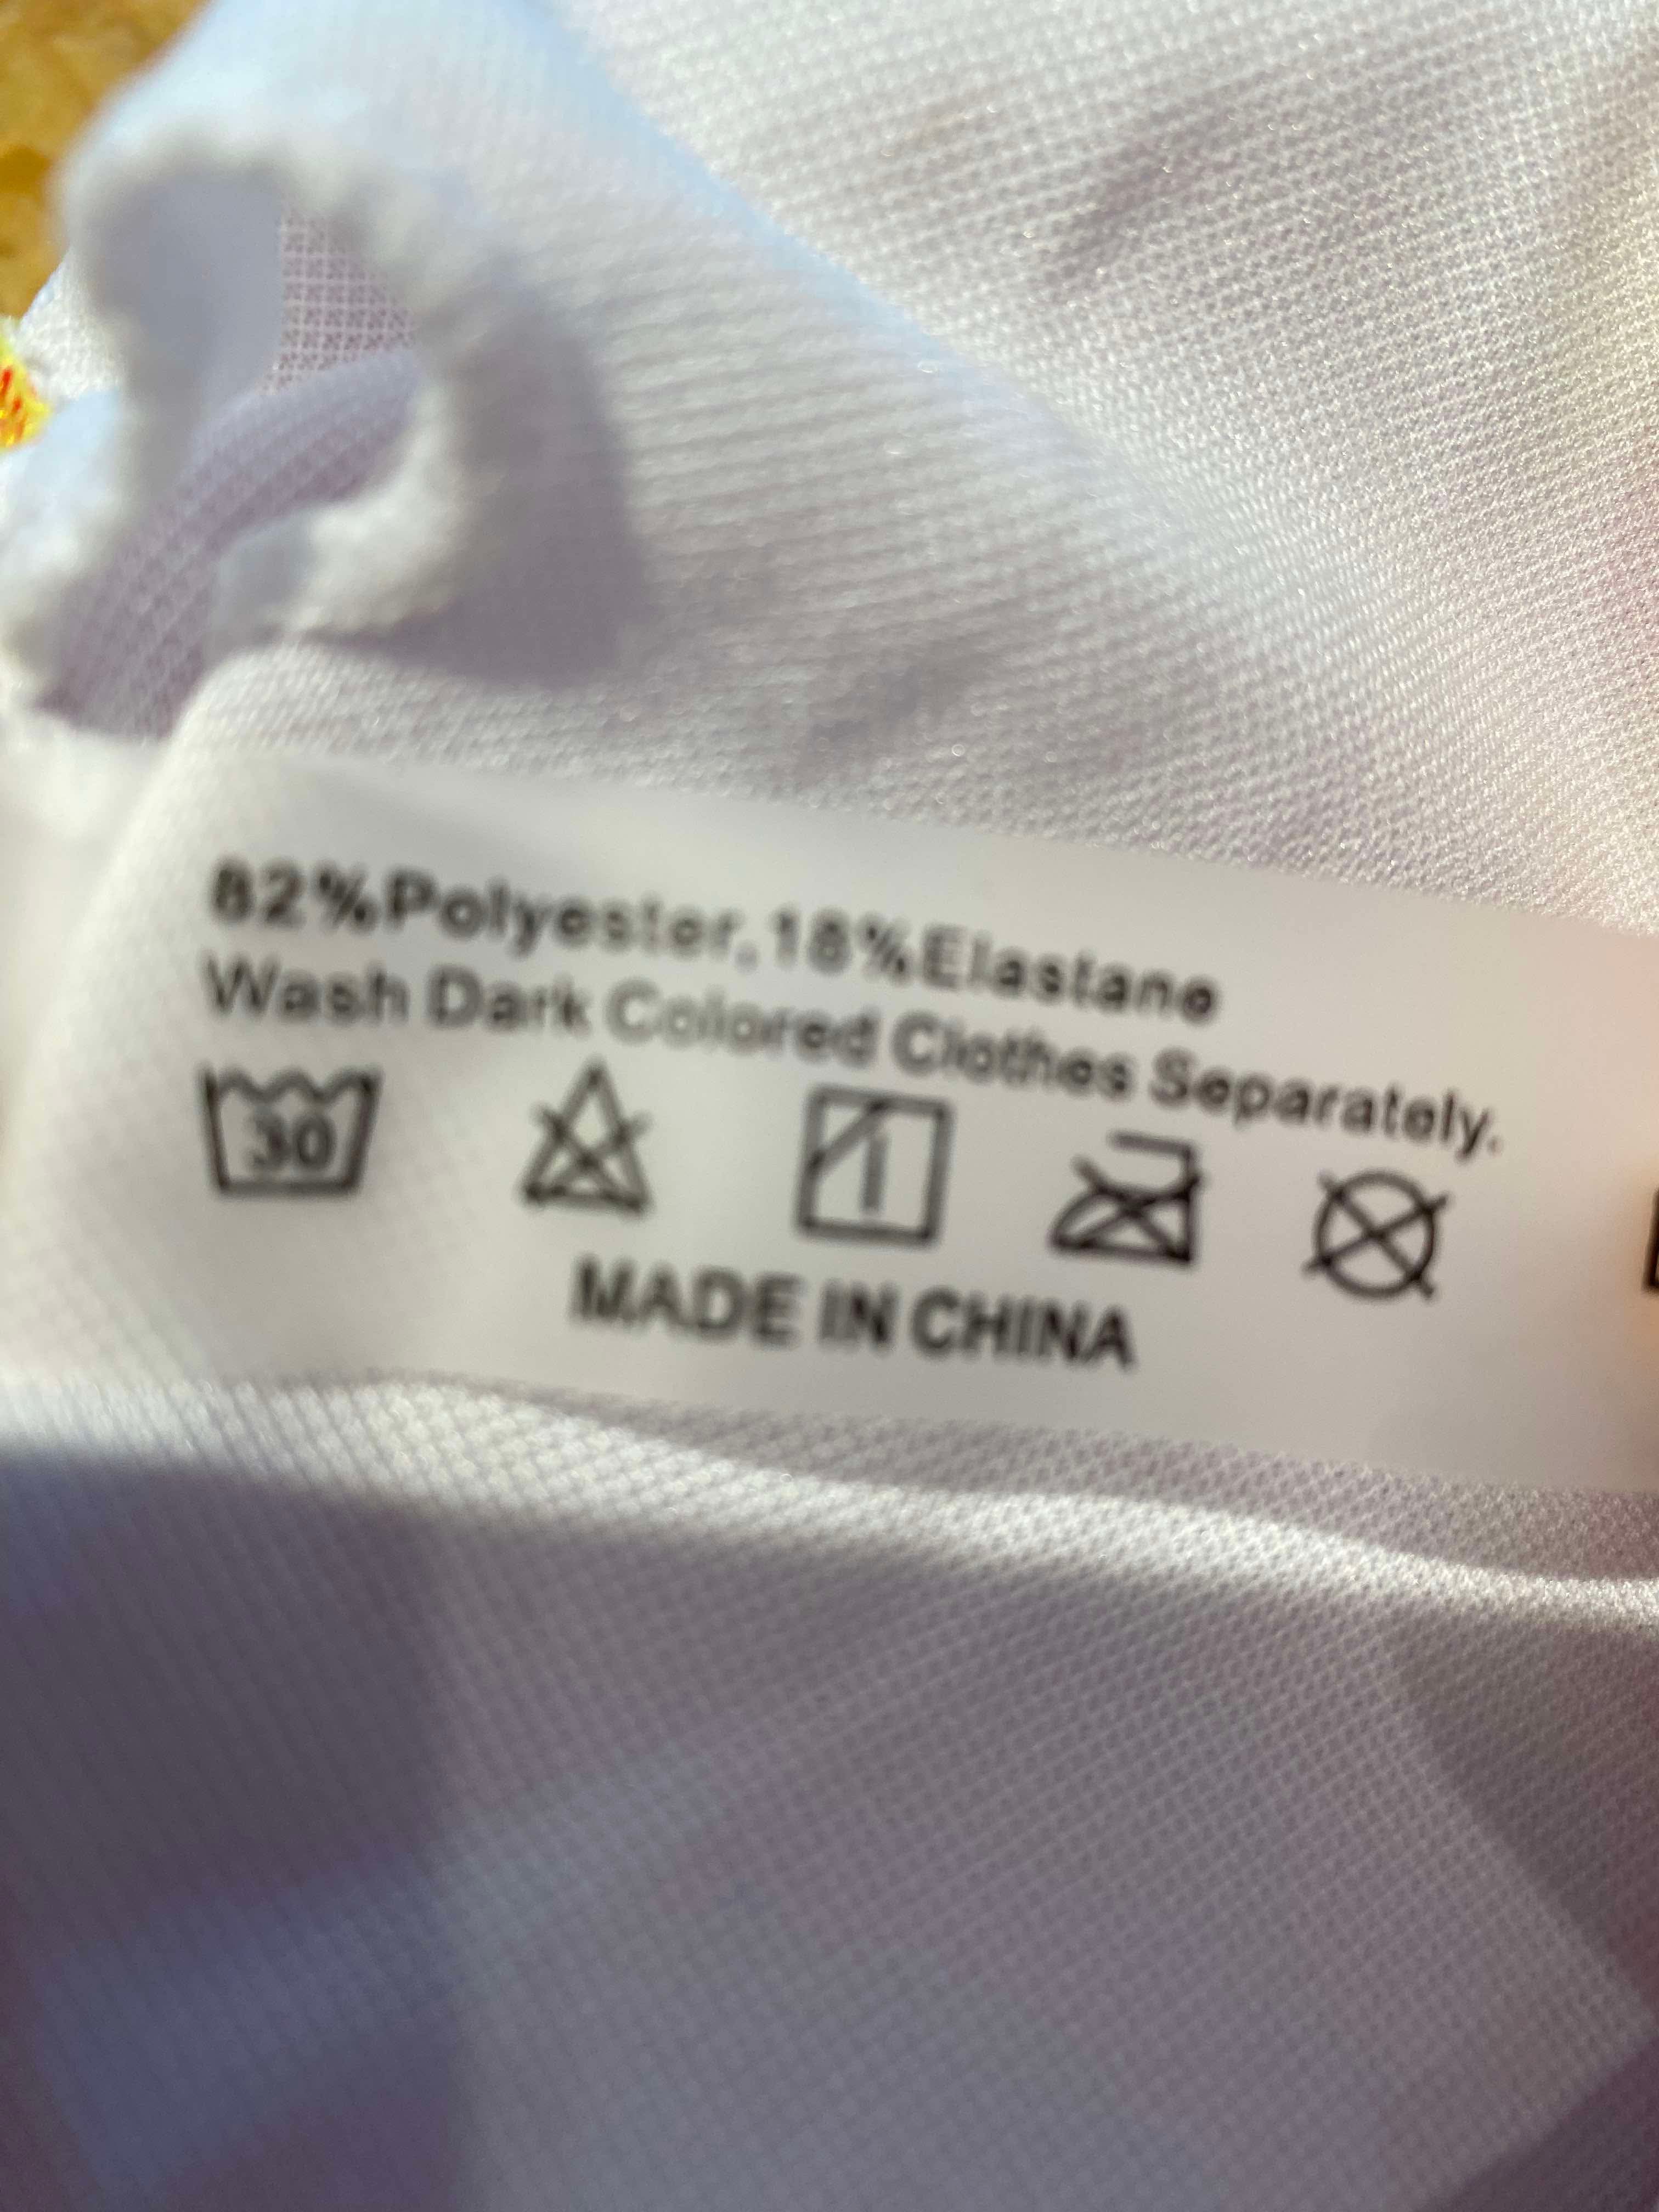 82%Polyester,18%Elastane
Wash Dark Colored Clothes Separately.
30
MADE IN CHINA